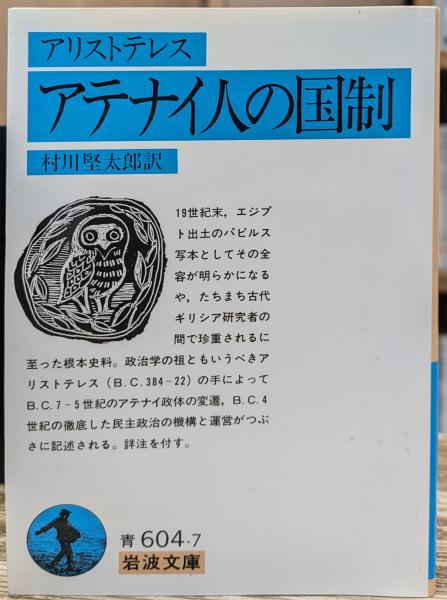 アリストテレス
アテナイ人の国制
村川堅太郎訳
19世紀末，エジプ
ト出土のパピルス
写本としてその全
容が明らかになる
や，たちまち古代
ギリシア研究者の
間で珍重されるに
至った根本史料。政治学の祖ともいうべきア
リストテレス（B.C.384-22）の手によって
B.C.7-5世紀のアテナイ政体の変遷，B.C.4
世紀の徹底した民主政治の機構と運営がつぶ
さに記述される。詳注を付す。
青604-7
岩波文庫